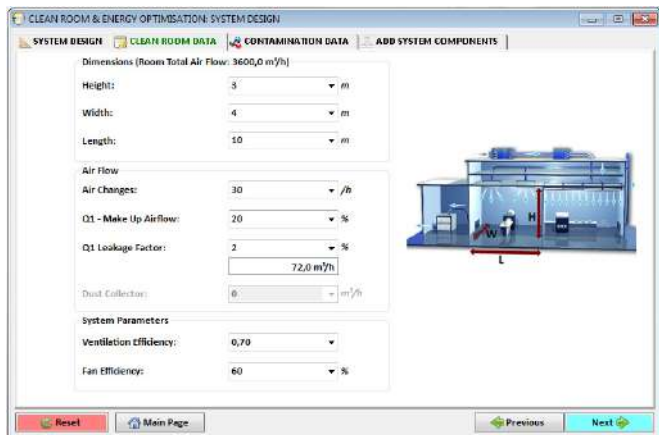 CLEAN ROOM & ENERGY OPTIMISATION: SYSTEM DESIGN
SYSTEM DESIGN CLEAN ROOM DATA CONTAMINATION DATA ADD SYSTEM COMPONENTS
Dimensions (Room Total Air Flow: 3600,0 m³/h)
Height: 3 m
Width: 4 m
Length: 10 m
Air Flow
Air Changes: 30 /h
Q1 - Make Up Airflow: 20 %
Q1 Leakage Factor: 2 %
72,0 m³/h
Dust Collector: 0 m³/h
System Parameters
Ventilation Efficiency: 0,70
Fan Efficiency: 60 %
H
W
L
Reset Main Page Previous Next